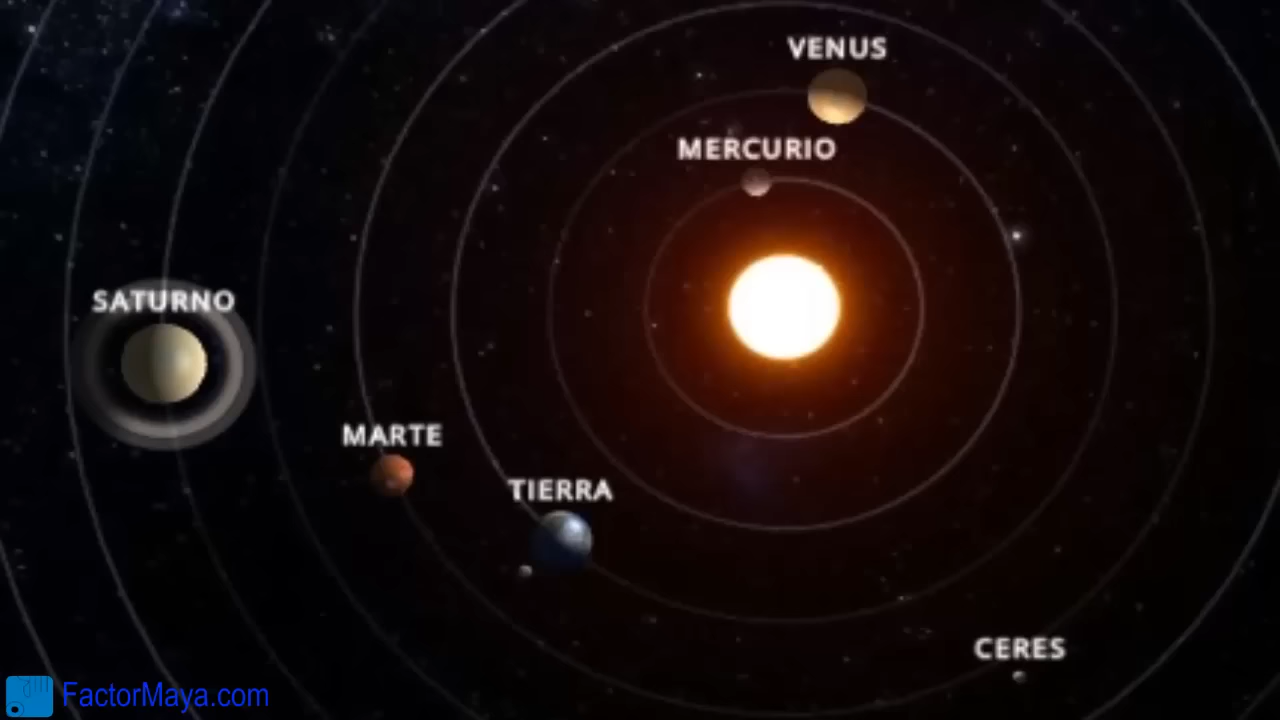 VENUS
MERCURIO
SATURNO
MARTE
TIERRA
CERES
FactorMaya.com